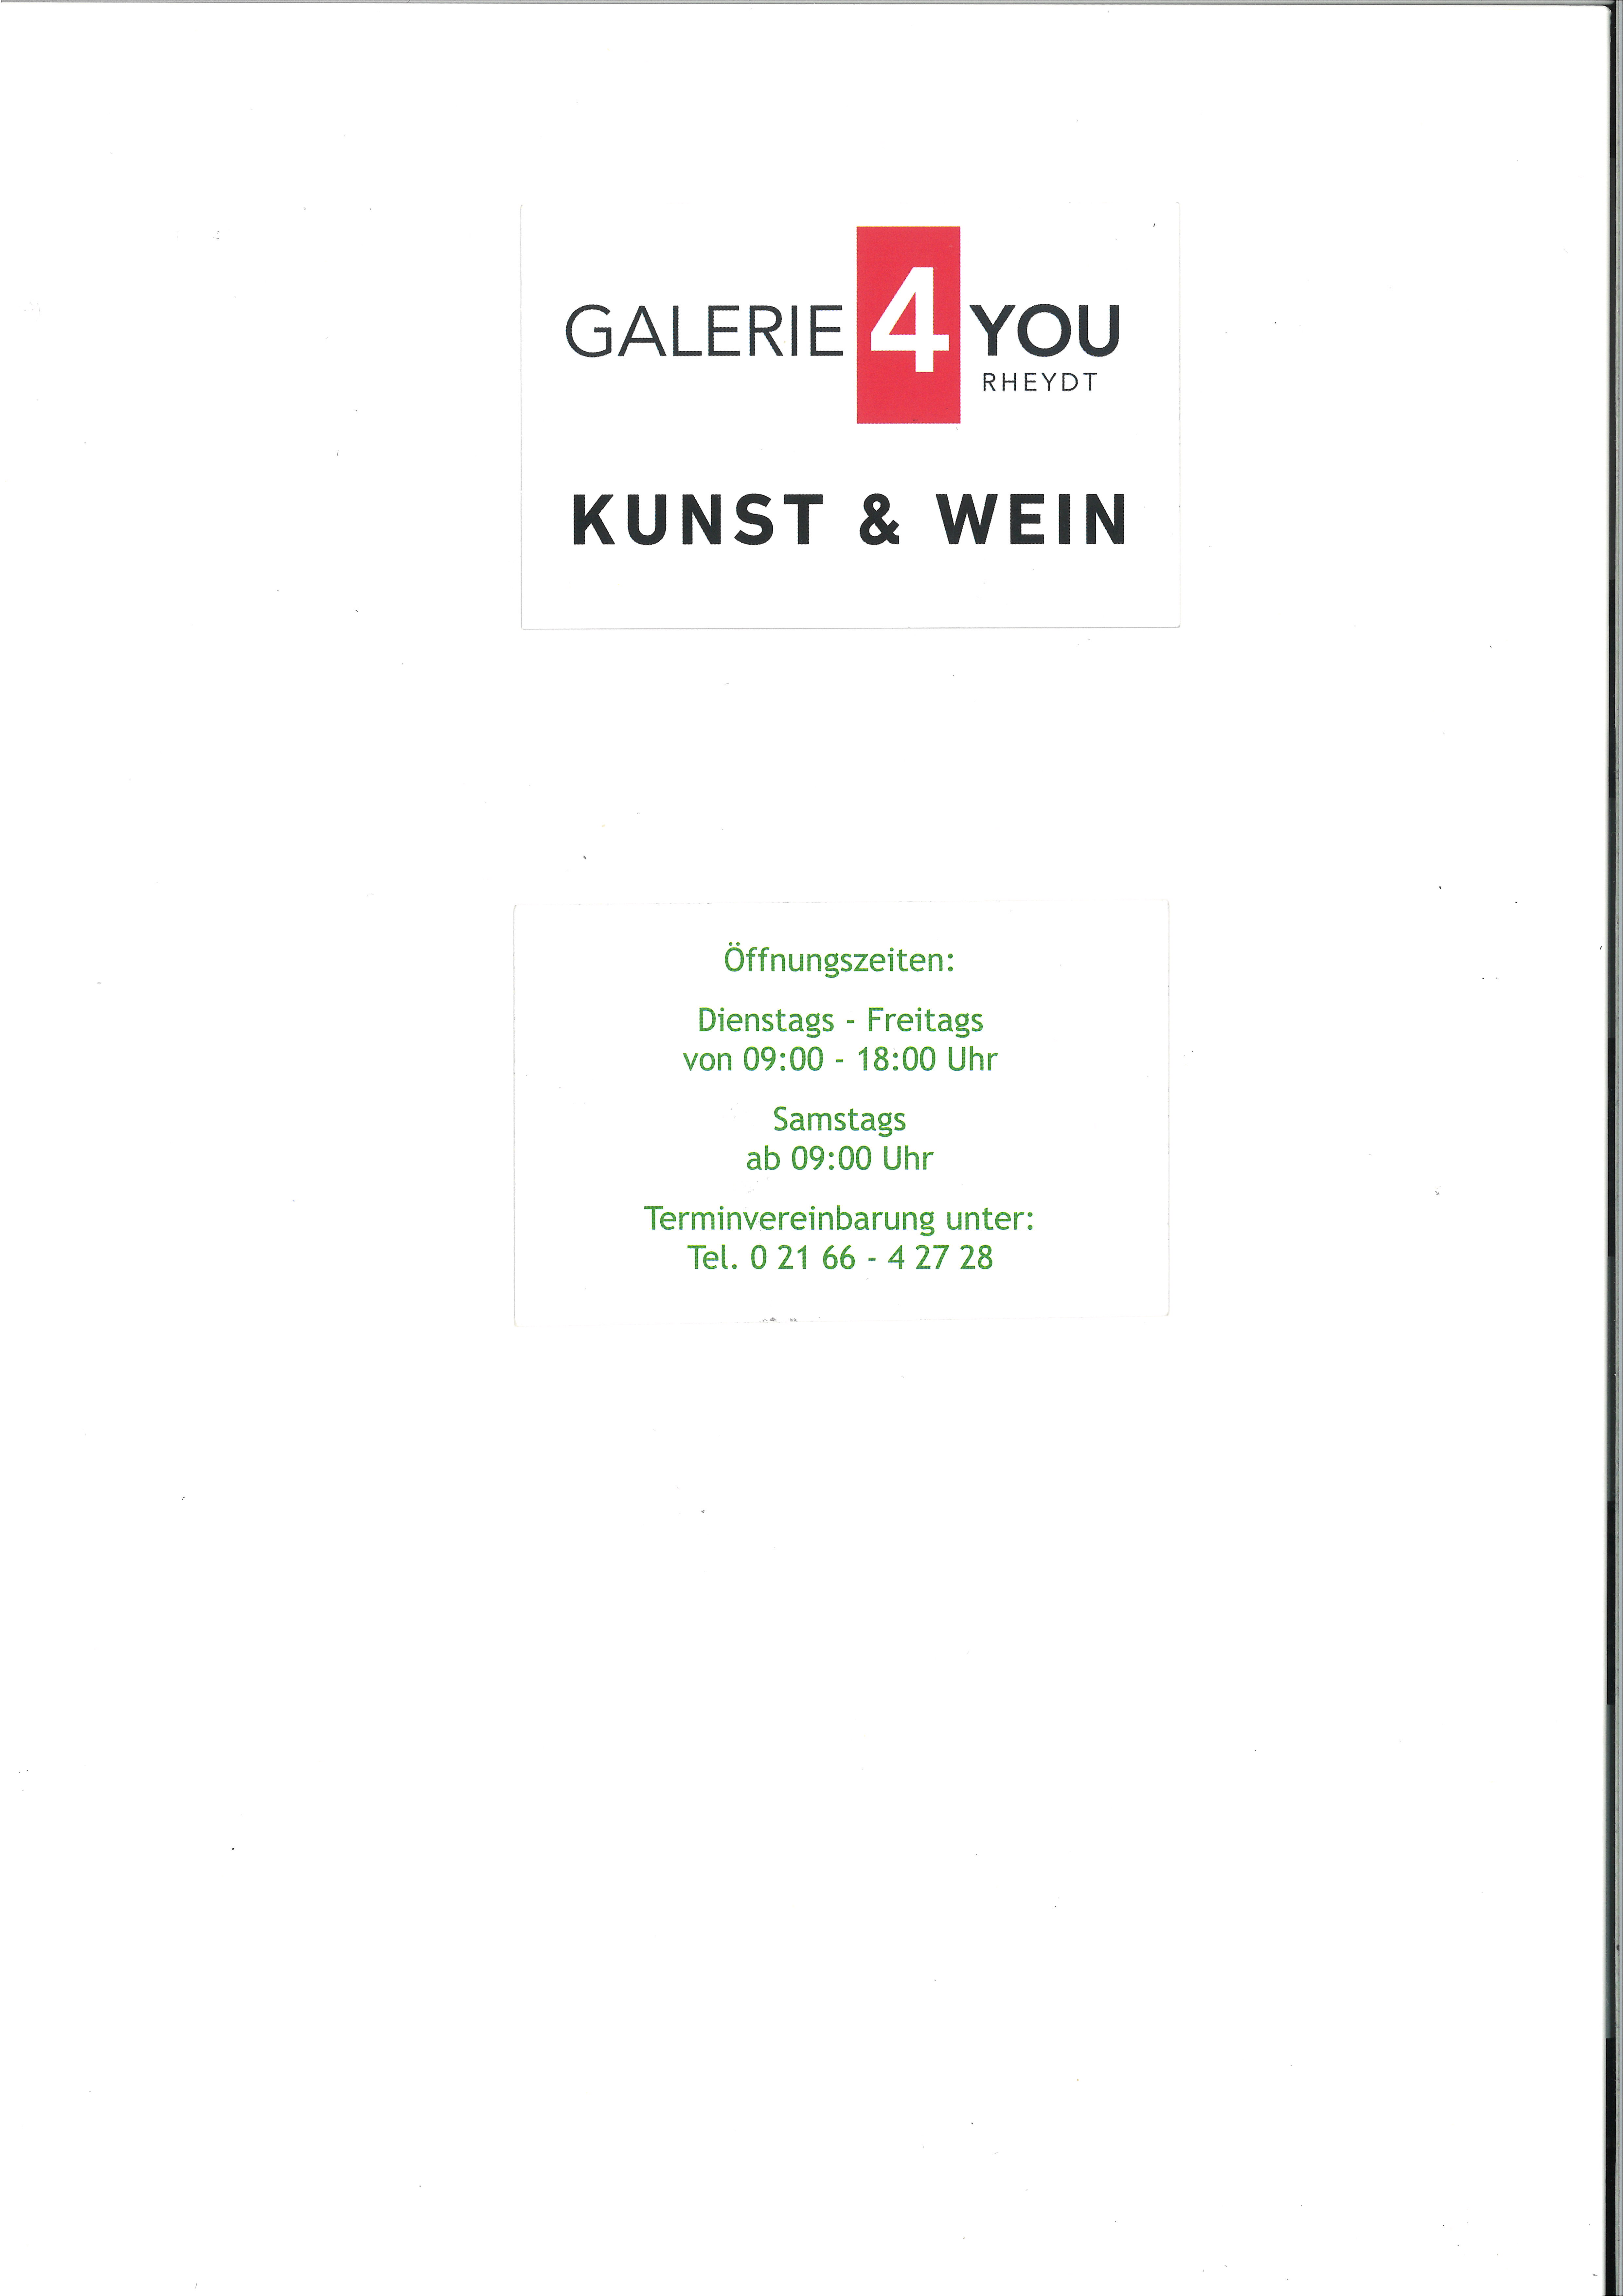 GALERIE 4 YOU
RHEYDT
KUNST & WEIN
Öffnungszeiten:
Dienstags - Freitags
von 09:00 - 18:00 Uhr
Samstags
ab 09:00 Uhr
Terminvereinbarung unter:
Tel. 0 21 66 - 4 27 28